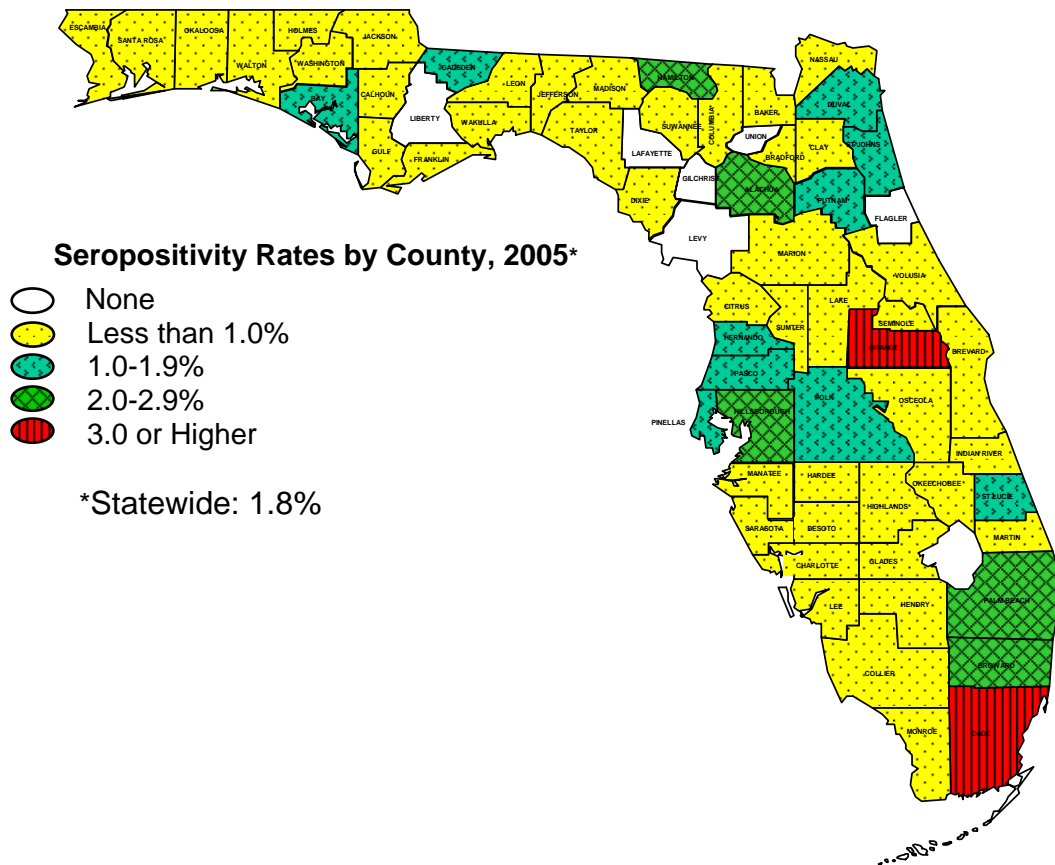 ESCAMBIA
SANTA ROSA
OKALOOSA
WALTON
HOLMES
WASHINGTON
JACKSON
BAY
CALHOUN
GULF
GADSDEN
LIBERTY
FRANKLIN
LEON
WAKULLA
JEFFERSON
MADISON
TAYLOR
HAMILTON
SUWANNEE
LAFAYETTE
DIXIE
COLUMBIA
BAKER
UNION
BRADFORD
GILCHRIST
ALACHUA
LEVY
NASSAU
DUVAL
CLAY
ST JOHNS
PUTNAM
FLAGLER
MARION
VOLUSIA
CITRUS
SUMTER
LAKE
SEMINOLE
ORANGE
BREVARD
HERNANDO
PASCO
PINELLAS
HILLSBOROUGH
POLK
OSCEOLA
INDIAN RIVER
MANATEE
HARDEE
HIGHLANDS
OKEECHOBEE
ST LUCIE
SARASOTA
DESOTO
MARTIN
CHARLOTTE
GLADES
LEE
HENDRY
PALM BEACH
BROWARD
COLLIER
MONROE
DADE
Seropositivity Rates by County, 2005*
None
Less than 1.0%
1.0-1.9%
2.0-2.9%
3.0 or Higher
*Statewide: 1.8%